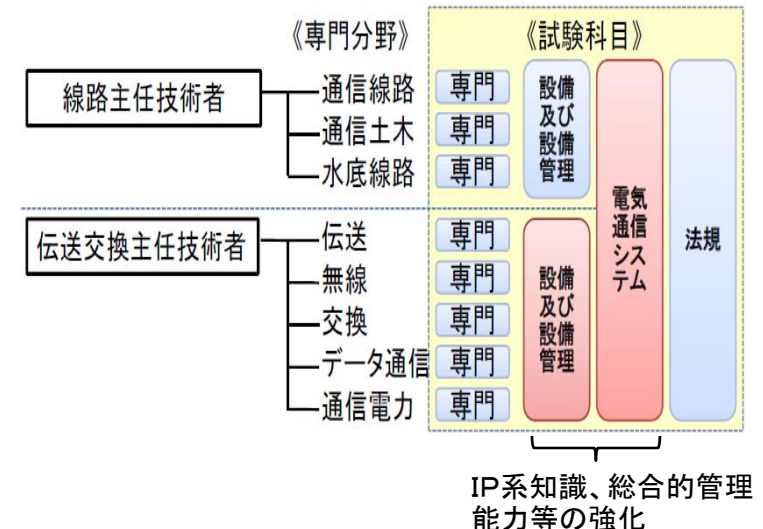 《専門分野》 《試験科目》
線路主任技術者
通信線路 専門
通信土木 専門
水底線路 専門
設備
及び
設備
管理
伝送交換主任技術者
伝送 専門
無線 専門
交換 専門
データ通信 専門
通信電力 専門
設備
及び
設備
管理
電気
通信
シス
テム
法規
IP系知識、総合的管理
能力等の強化